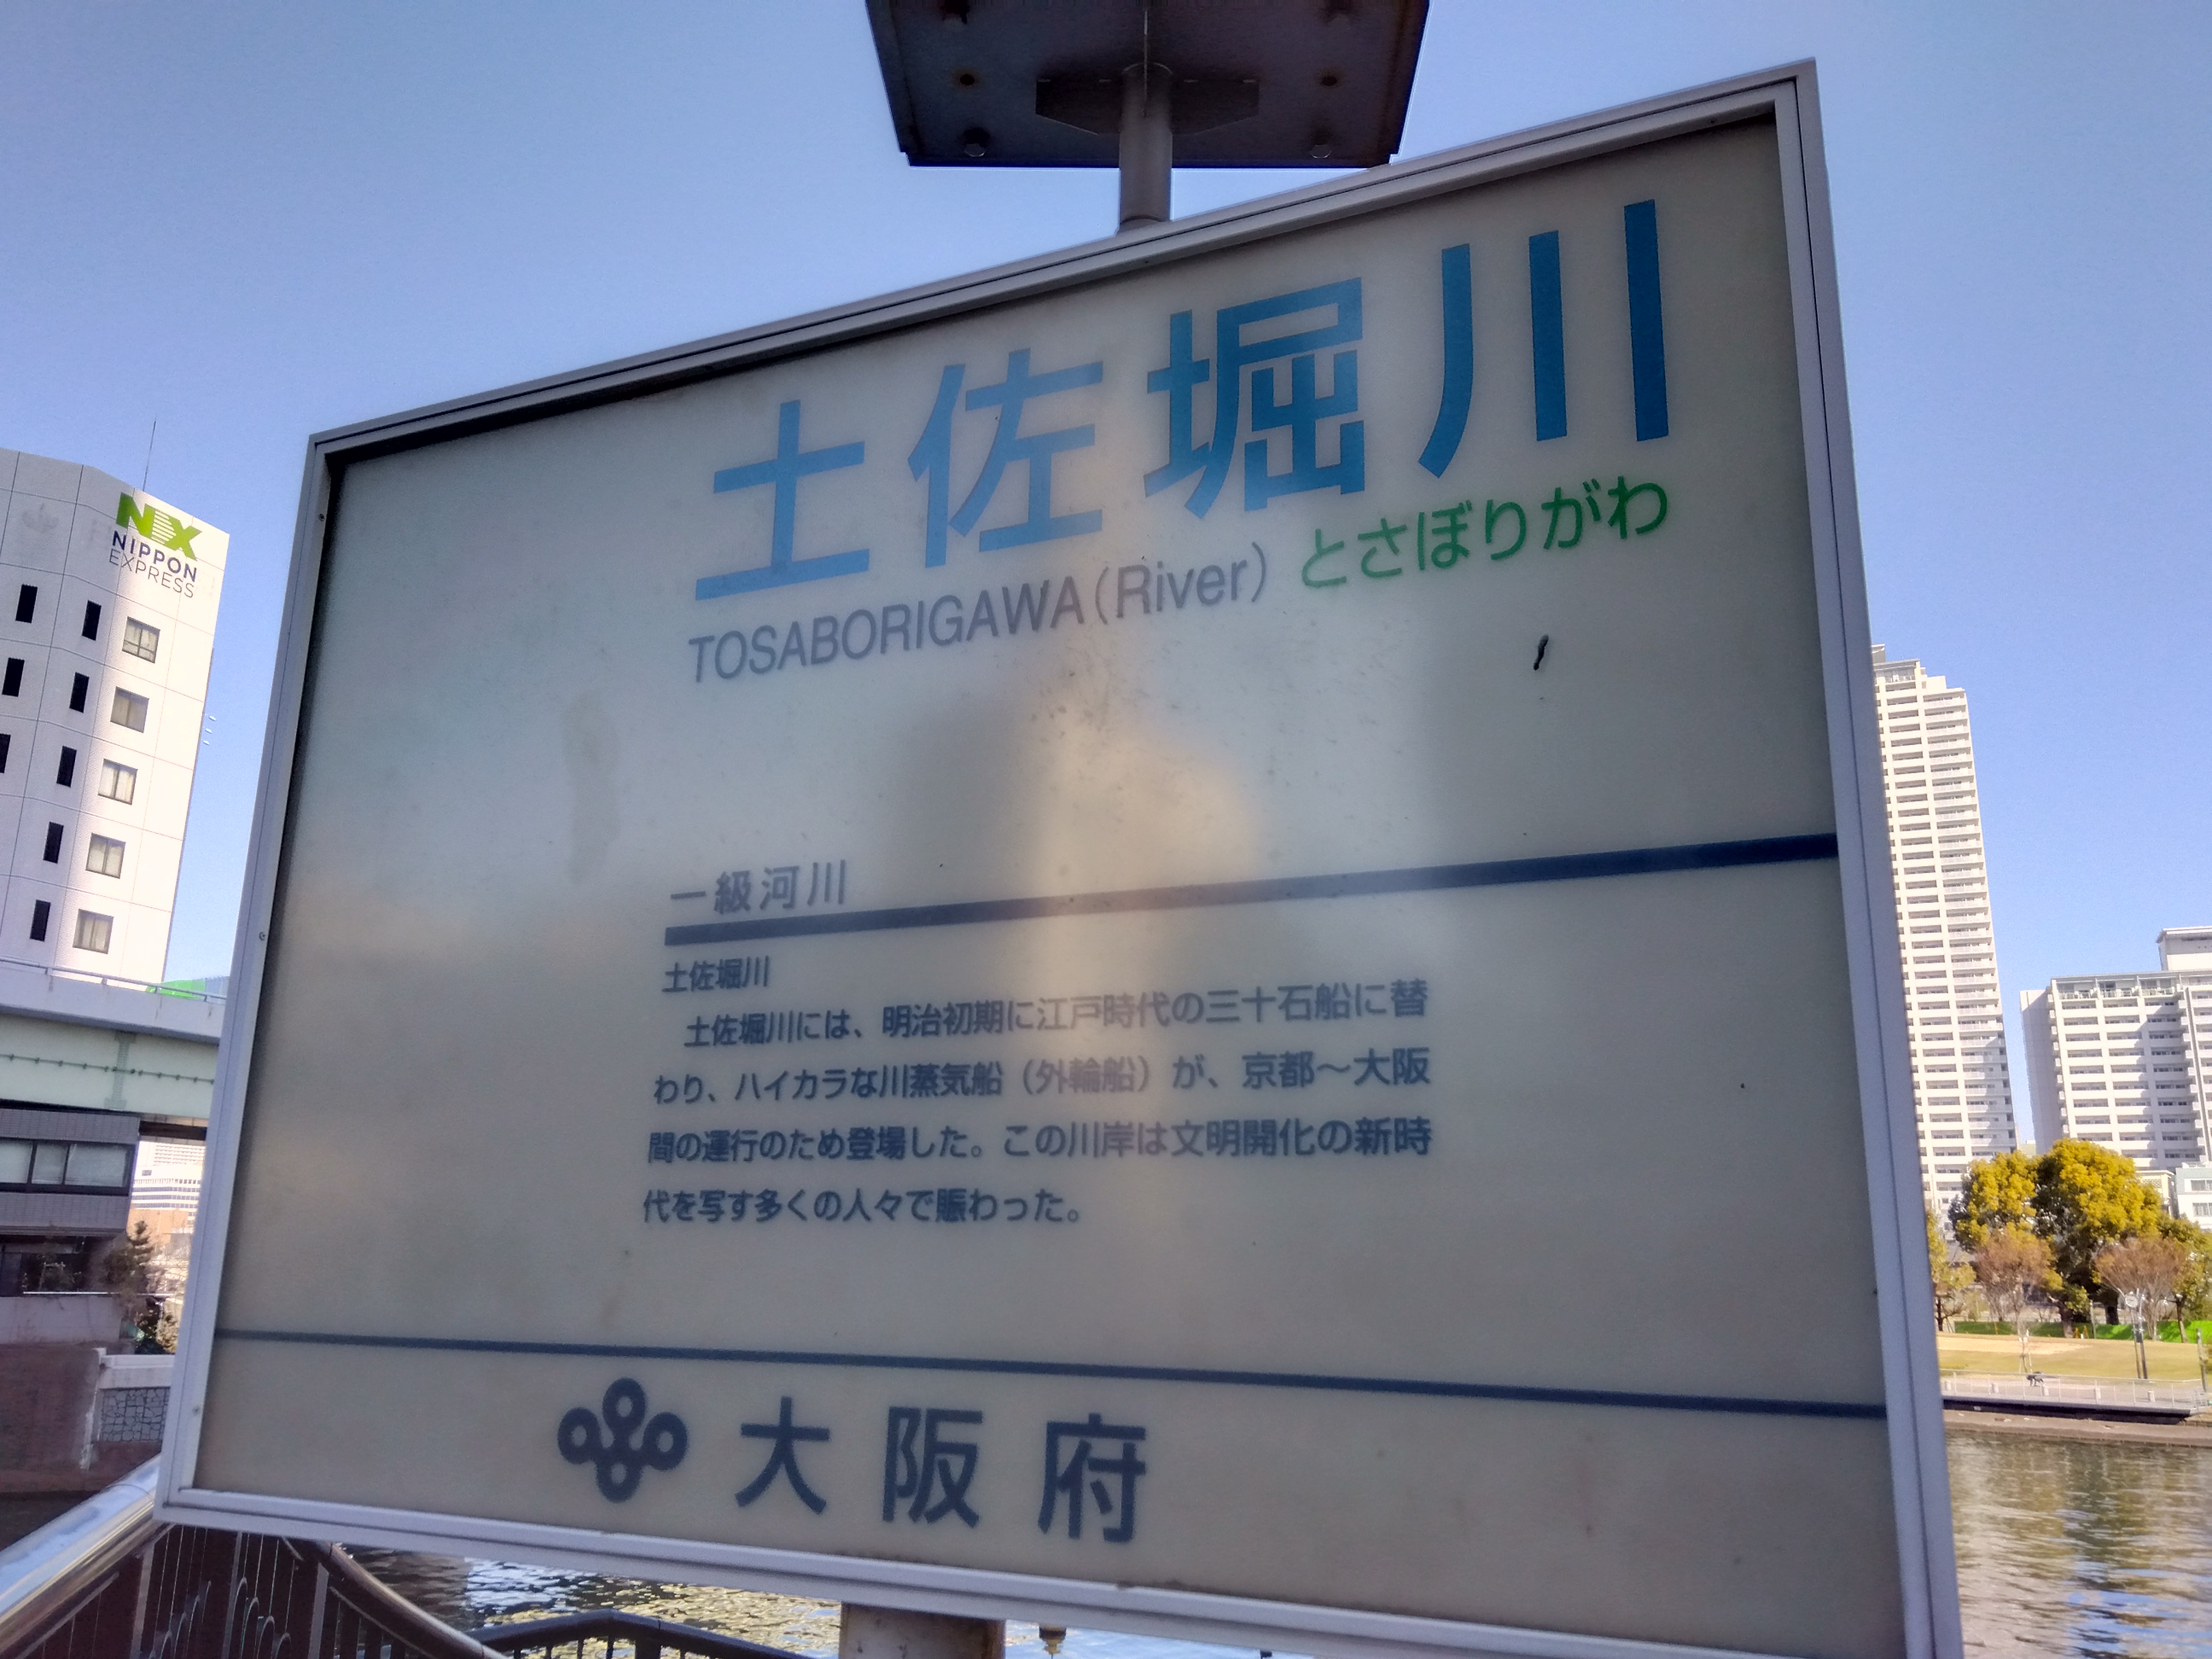 土佐堀川
TOSABORIGAWA(River) とさぼりがわ
一級河川
土佐堀川
土佐堀川には、明治初期に江戸時代の三十石船に替
わり、ハイカラな川蒸気船（外輪船）が、京都～大阪
間の運行のため登場した。この川岸は文明開化の新時
代を写す多くの人々で賑わった。
大阪府
NX
NIPPON
EXPRESS